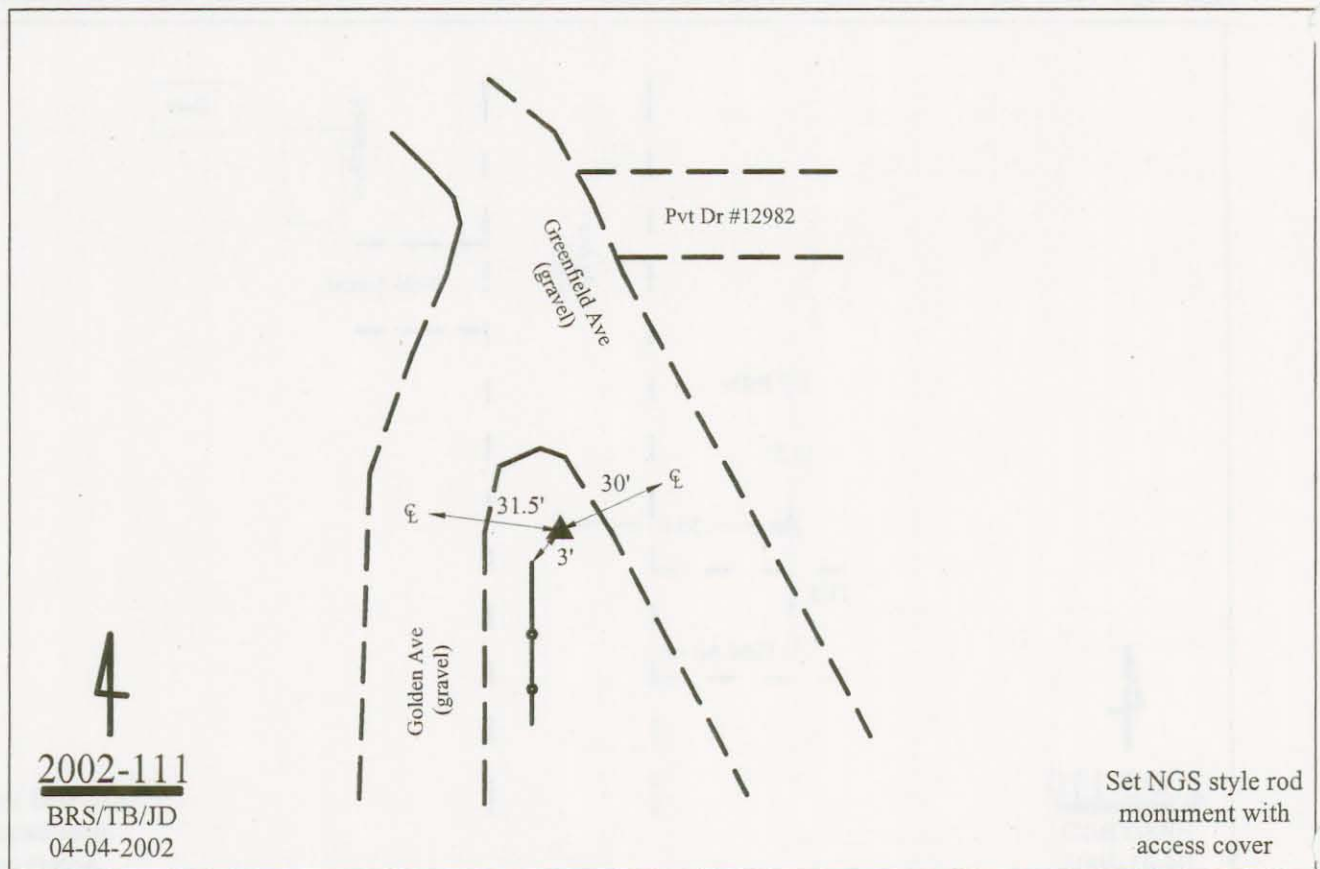 Pvt Dr #12982
Greenfield Ave
(gravel)
30'
℄
31.5'
℄
3'
Golden Ave
(gravel)
2002-111
BRS/TB/JD
04-04-2002
Set NGS style rod
monument with
access cover